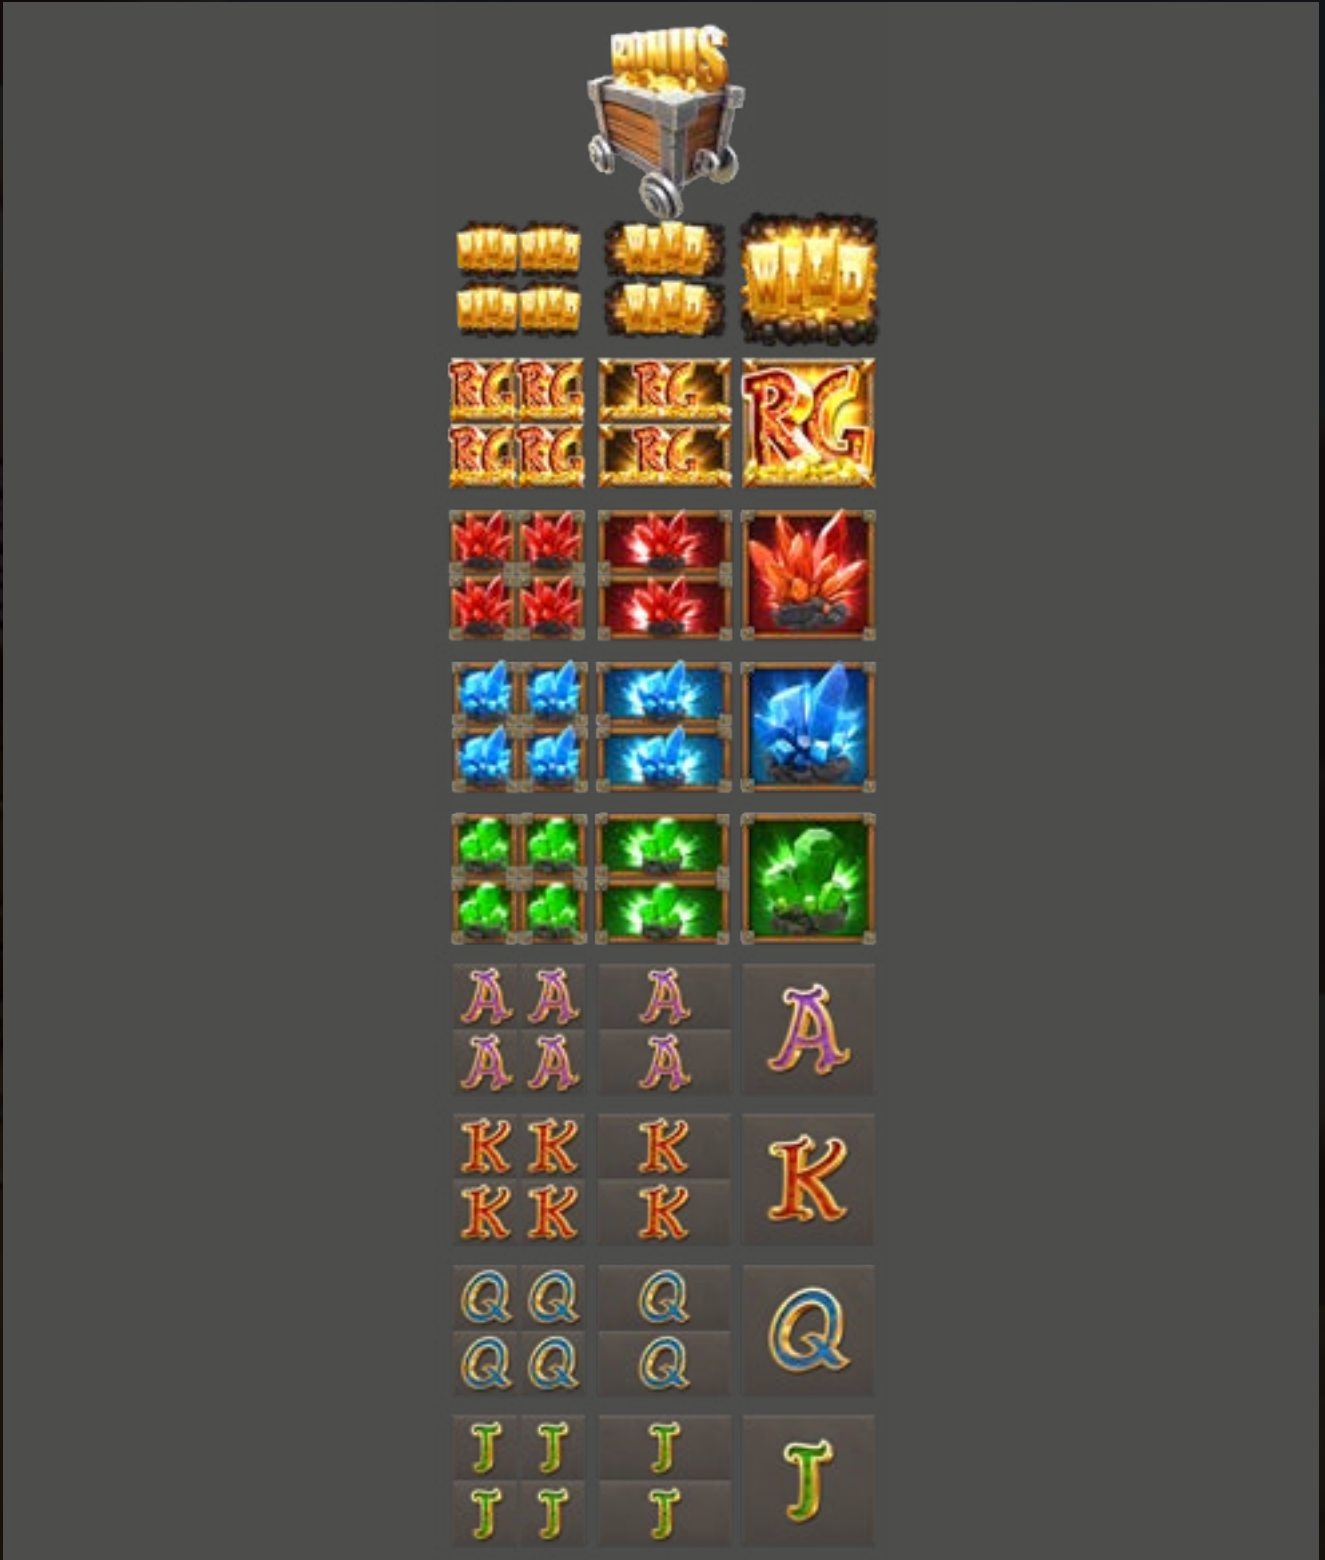 BONUS
WILD WILD WILD WILD
WILD WILD WILD
RG RG RG RG
RG RG RG
A A A A
A A A
K K K K
K K K
Q Q Q Q
Q Q Q
J J J J
J J J